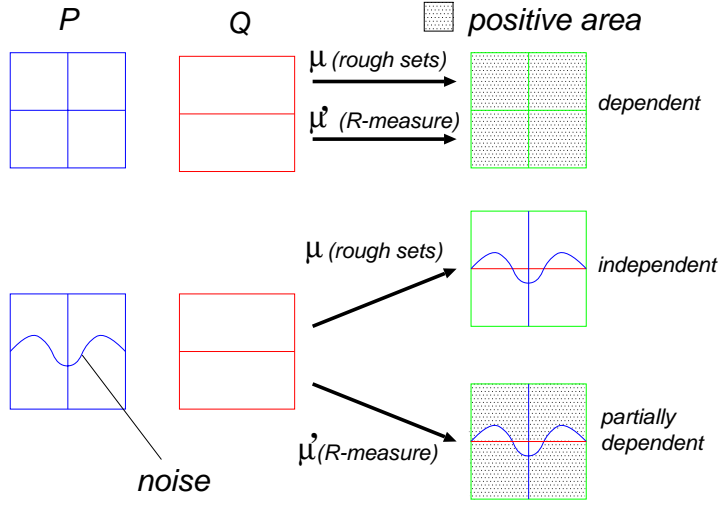 P
Q
positive area
μ (rough sets)
μ' (R-measure)
dependent
μ (rough sets)
independent
μ' (R-measure)
partially
dependent
noise